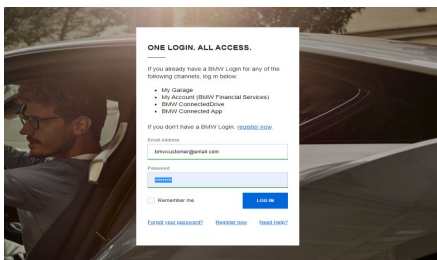 ONE LOGIN. ALL ACCESS.
If you already have a BMW Login for any of the
following channels, log in below.
My Garage
My Account (BMW Financial Services)
BMW ConnectedDrive
BMW Connected App
If you don't have a BMW Login, register now.
Email Address
bmwcustomer@email.com
Password
Remember me
LOG IN
Forgot your password? Register now Need Help?